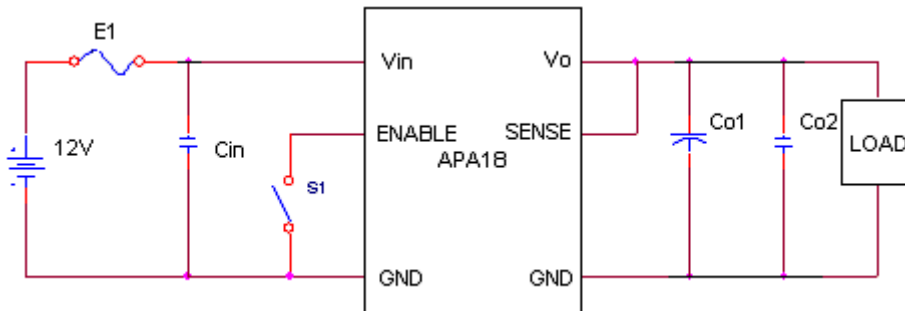 E1
12V
Cin
S1
Vin
ENABLE
GND
APA18
Vo
SENSE
GND
Co1
Co2
LOAD